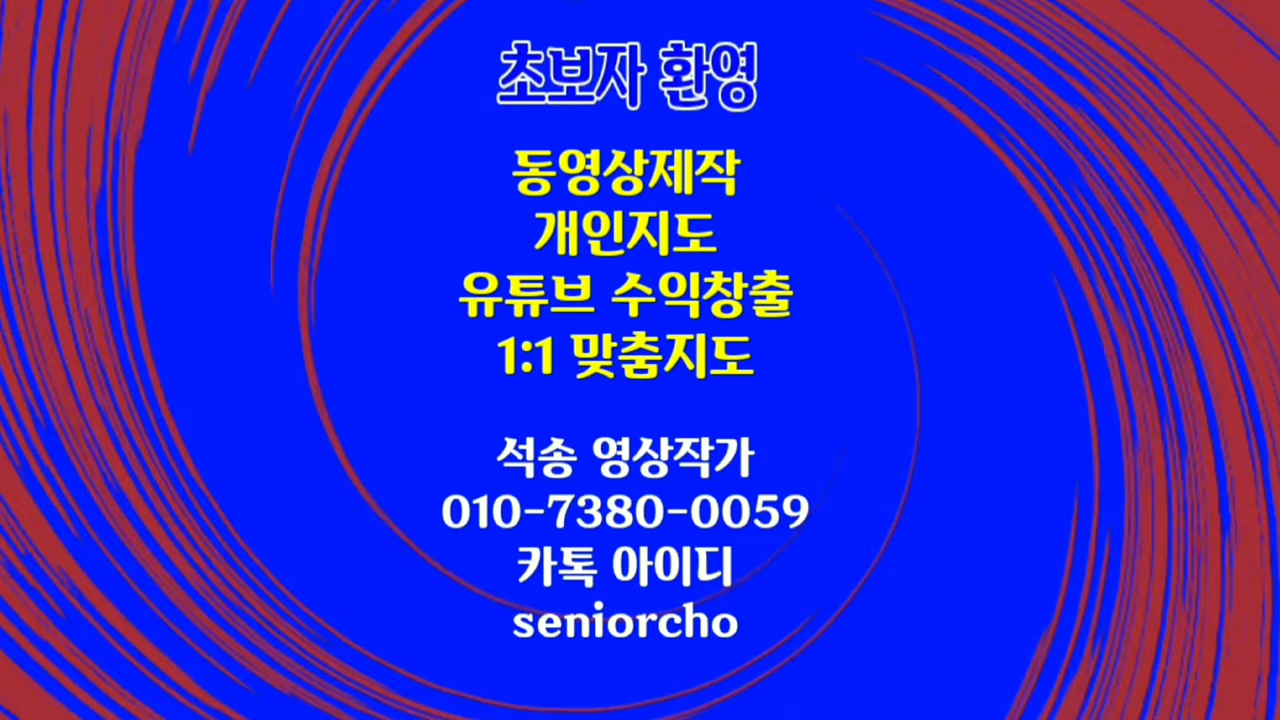 초보자 환영
동영상제작
개인지도
유튜브 수익창출
1:1 맞춤지도
석송 영상작가
010-7380-0059
카톡 아이디
seniorcho